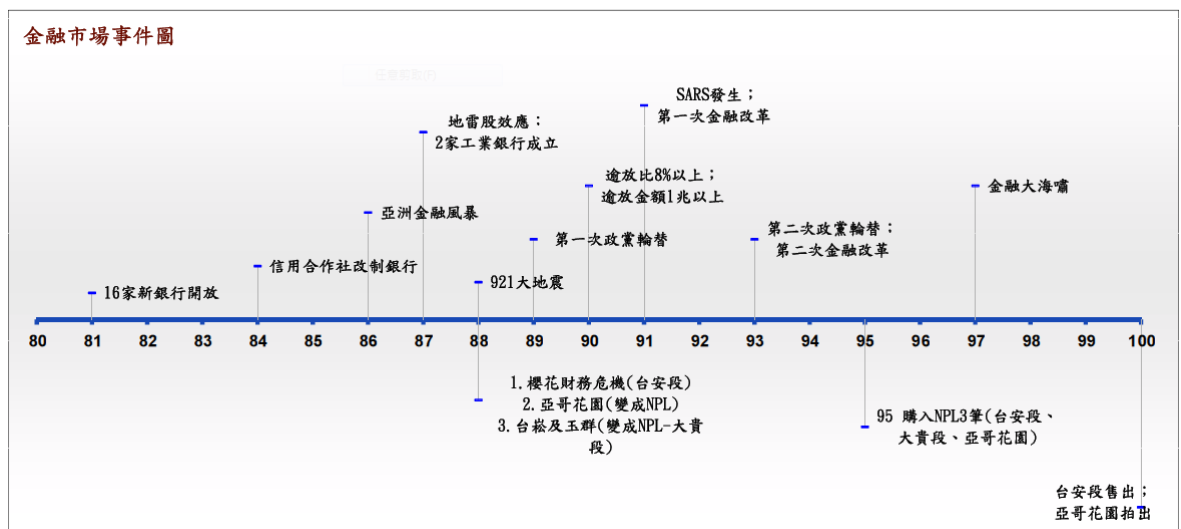 金融市場事件圖
SARS發生；
第一次金融改革
地雷股效應：
2家工業銀行成立
逾放比8%以上；
逾放金額1兆以上
金融大海嘯
亞洲金融風暴
第一次政黨輪替
第二次政黨輪替：
第二次金融改革
信用合作社改制銀行
921大地震
16家新銀行開放
80 81 82 83 84 85 86 87 88 89 90 91 92 93 94 95 96 97 98 99 100
1.櫻花財務危機(台安段)
2.亞哥花園(變成NPL)
3.台崧及玉群(變成NPL-大貴
段)
95 購入NPL3筆(台安段、
大貴段、亞哥花園)
台安段售出；
亞哥花園拍出